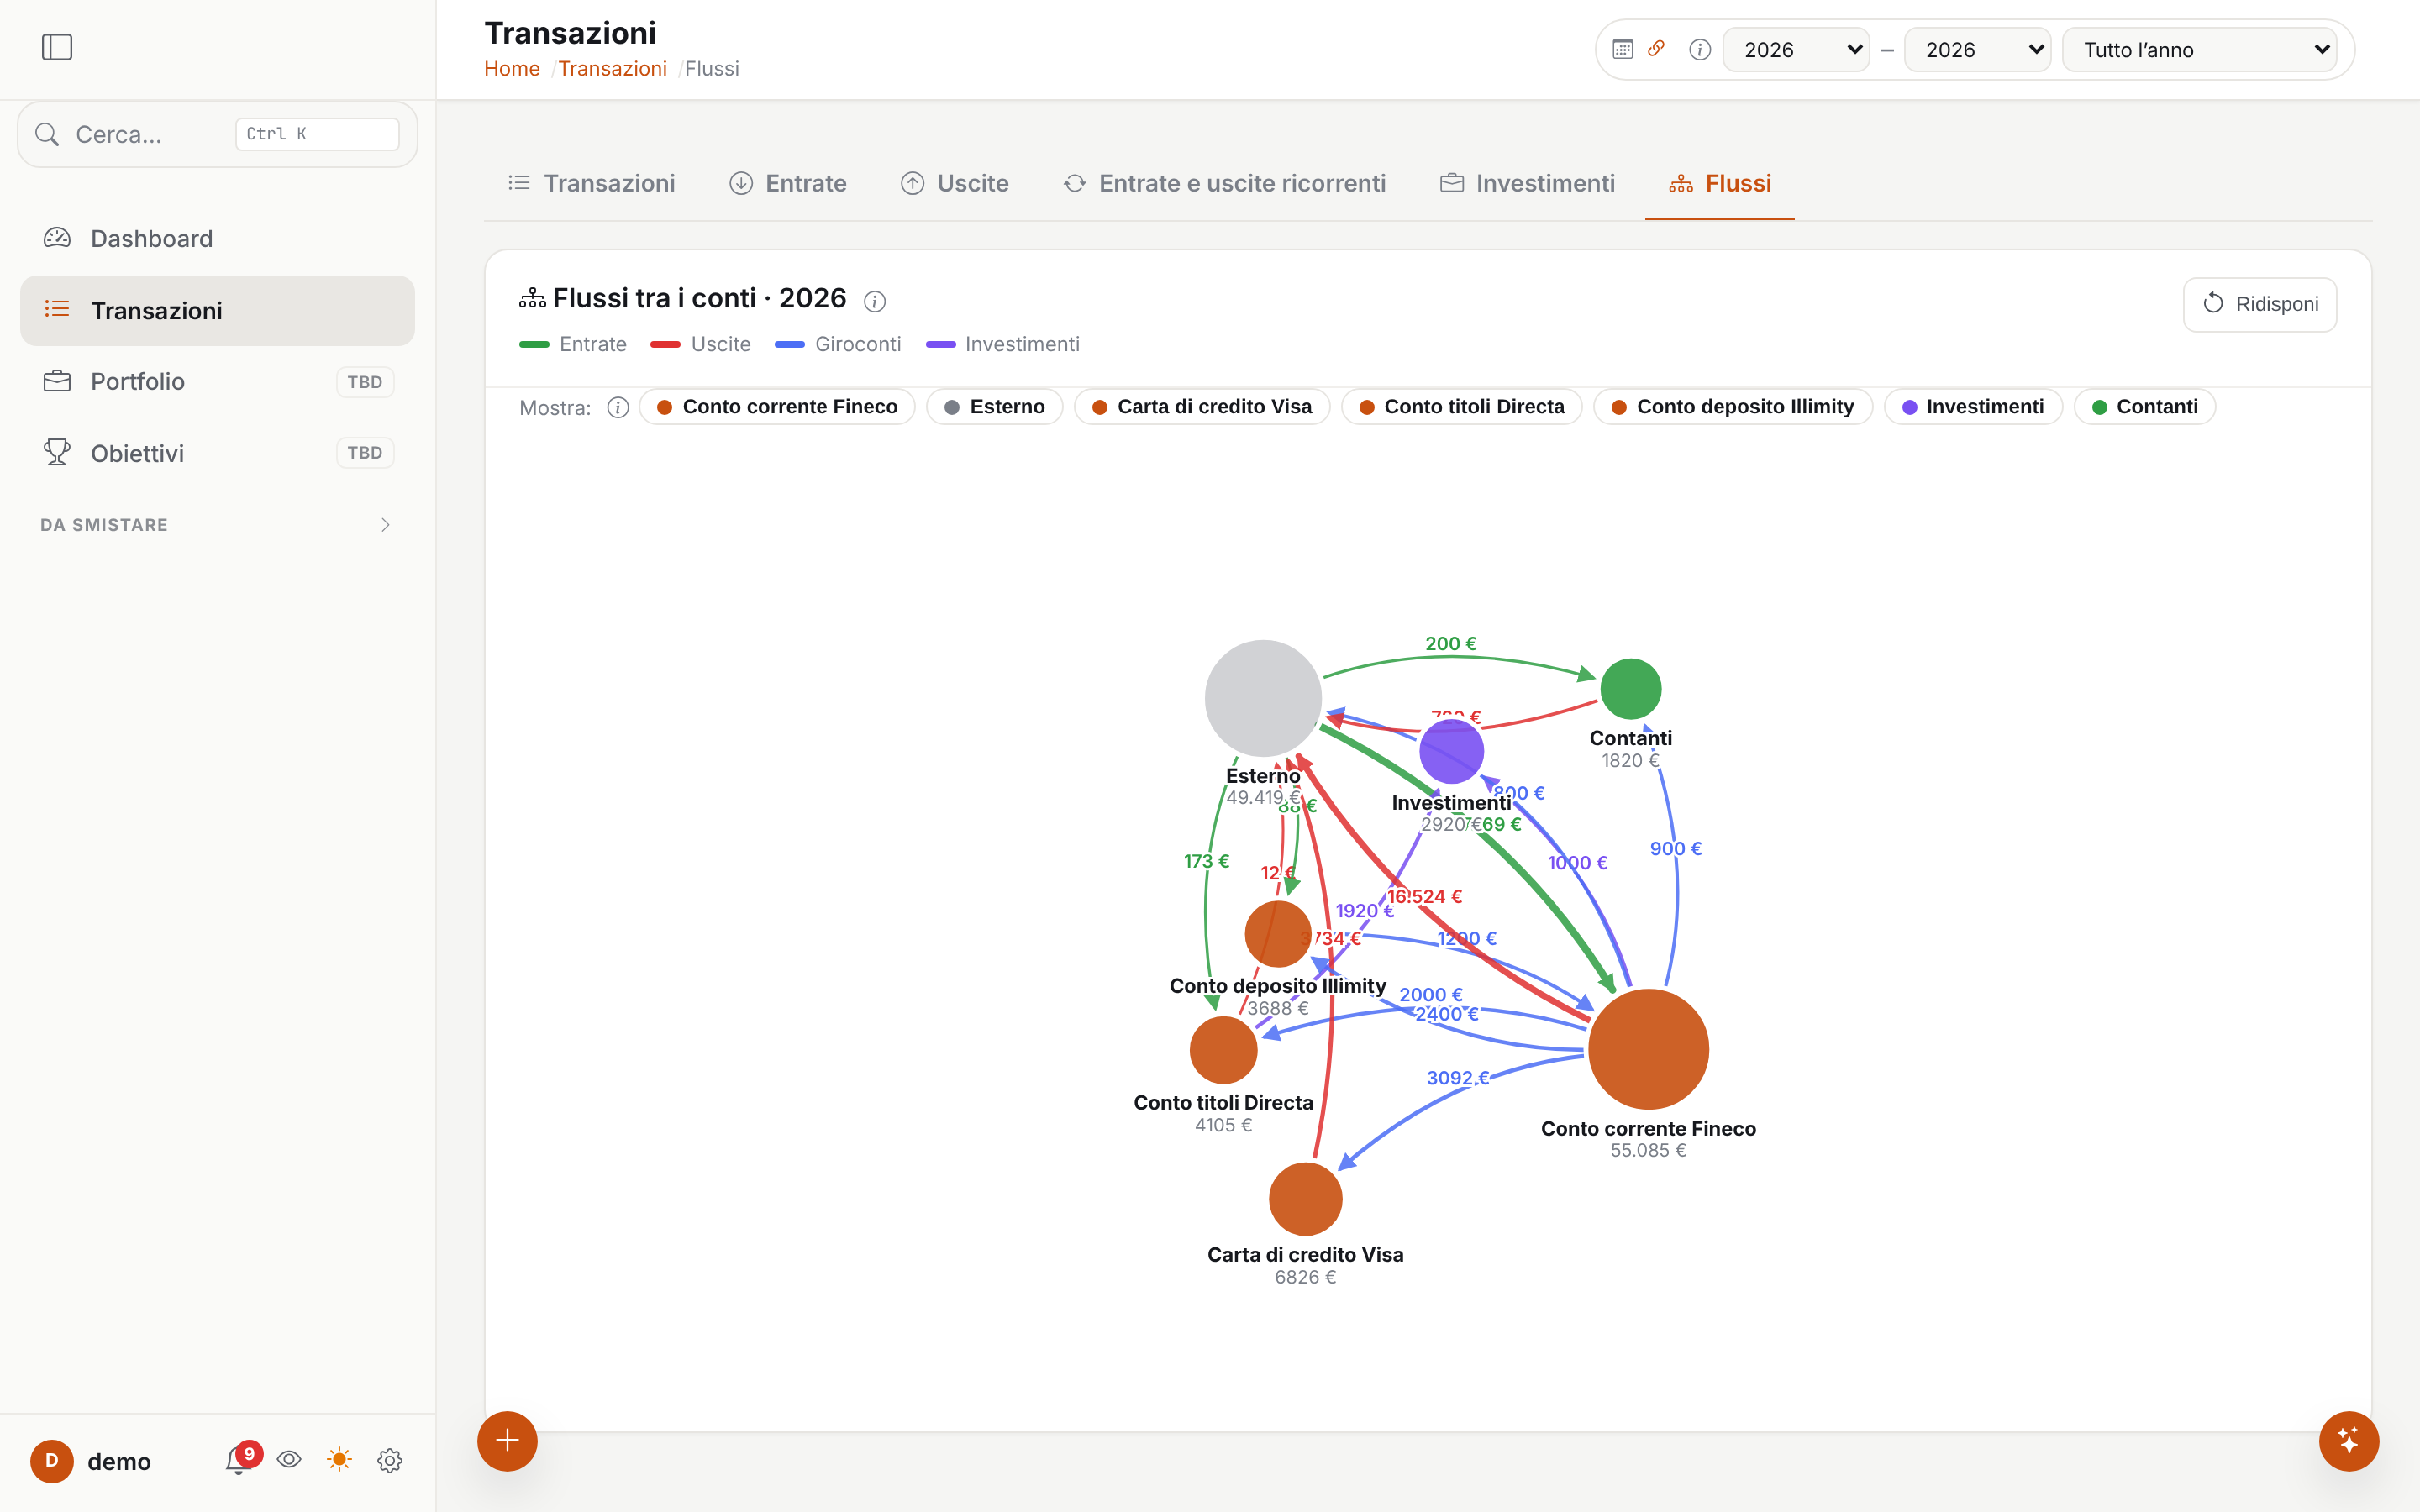 Transazioni
Home / Transazioni / Flussi
2026 – 2026 Tutto l’anno
Cerca... Ctrl K
Dashboard
Transazioni
Portfolio TBD
Obiettivi TBD
DA SMISTARE
Transazioni Entrate Uscite Entrate e uscite ricorrenti Investimenti Flussi
Flussi tra i conti · 2026
Ridisponi
Entrate Uscite Giroconti Investimenti
Mostra: Conto corrente Fineco Esterno Carta di credito Visa Conto titoli Directa Conto deposito Illimity Investimenti Contanti
200 €
Contanti
1820 €
Esterno
49.419 €
88 €
800 €
Investimenti
2920 €
900 €
173 €
1000 €
12 €
16.524 €
1920 €
1200 €
Conto deposito Illimity
3688 €
2000 €
2400 €
3092 €
Conto titoli Directa
4105 €
Conto corrente Fineco
55.085 €
Carta di credito Visa
6826 €
D demo 9